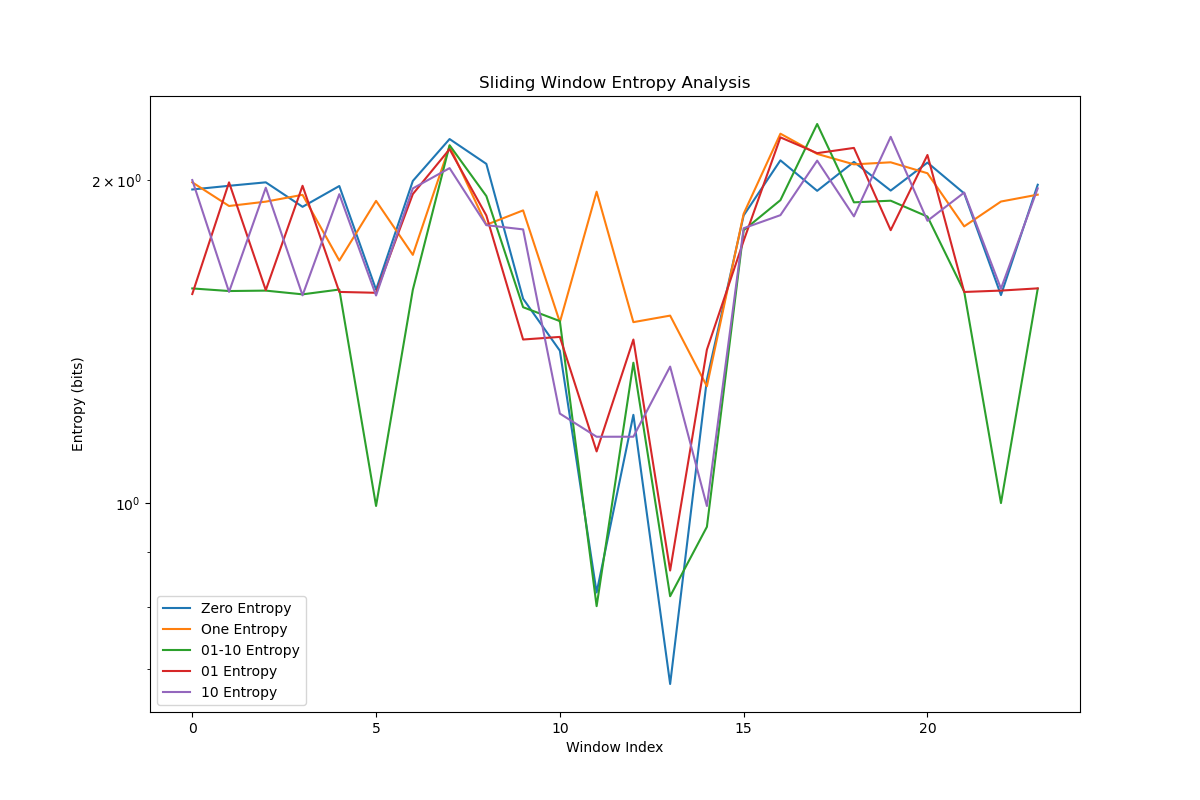 Sliding Window Entropy Analysis
2 × 10⁰
10⁰
Entropy (bits)
Zero Entropy
One Entropy
01-10 Entropy
01 Entropy
10 Entropy
0 5 10 15 20
Window Index